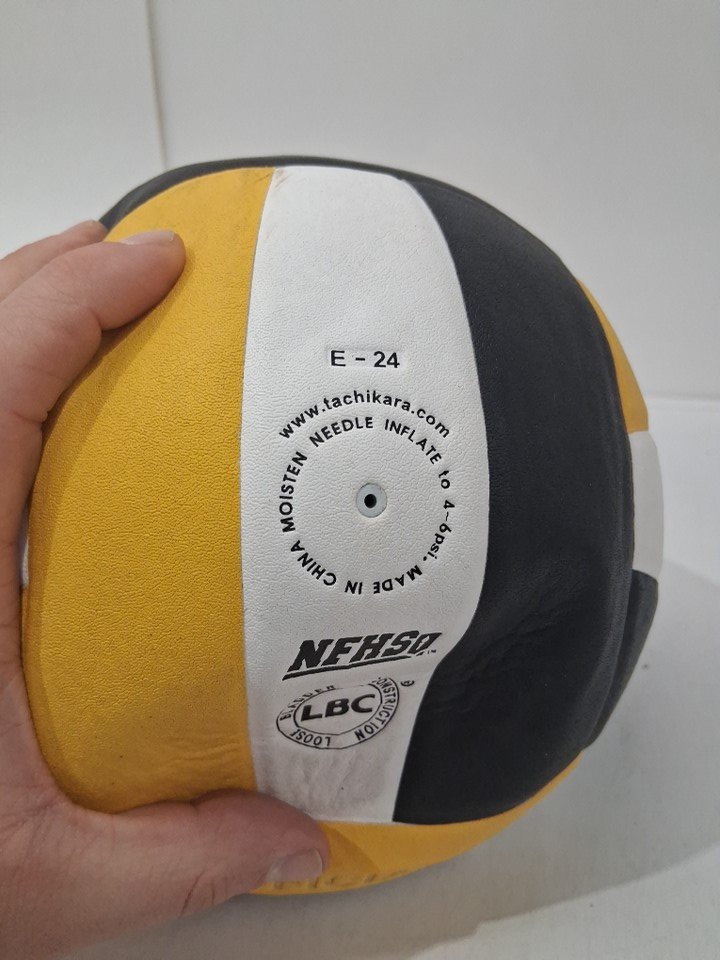 E - 24
www.tachikara.com
MOISTEN NEEDLE INFLATE to 4-6psi. MADE IN CHINA
NFHS
LBC
LOOSE BLADDER CONSTRUCTION